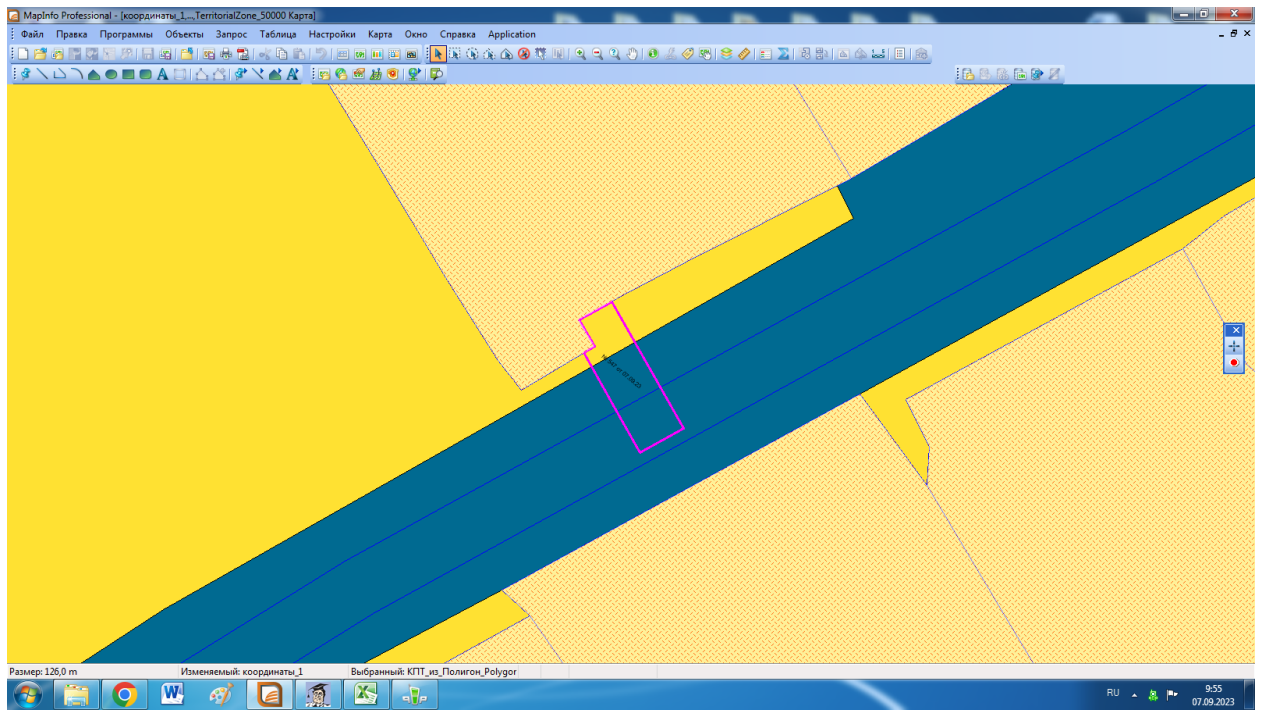 MapInfo Professional - [координаты_1,...,TerritorialZone_50000 Карта]
Файл Правка Программы Объекты Запрос Таблица Настройки Карта Окно Справка Application
Размер: 126,0 m Изменяемый: координаты_1 Выбранный: КПТ_из_Полигон_Polygor
RU 9:55
07.09.2023